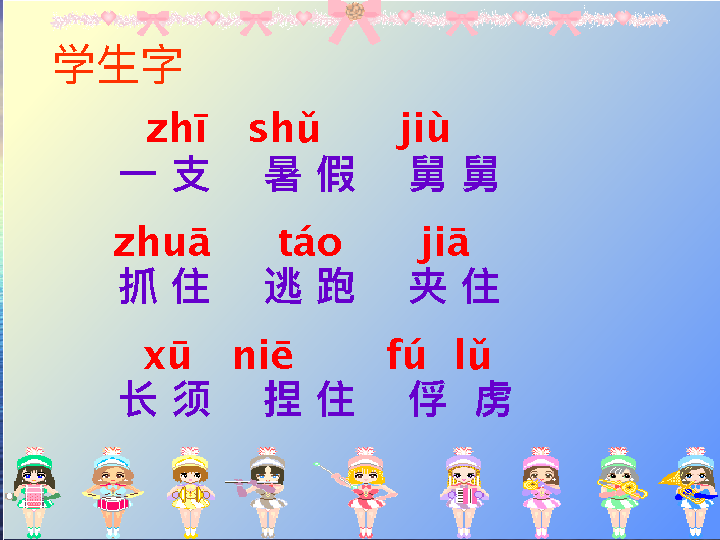 学生字
zhī shǔ jiù
一支 暑假 舅舅
zhuā táo jiā
抓住 逃跑 夹住
xū niē fú lǔ
长须 捏住 俘虏